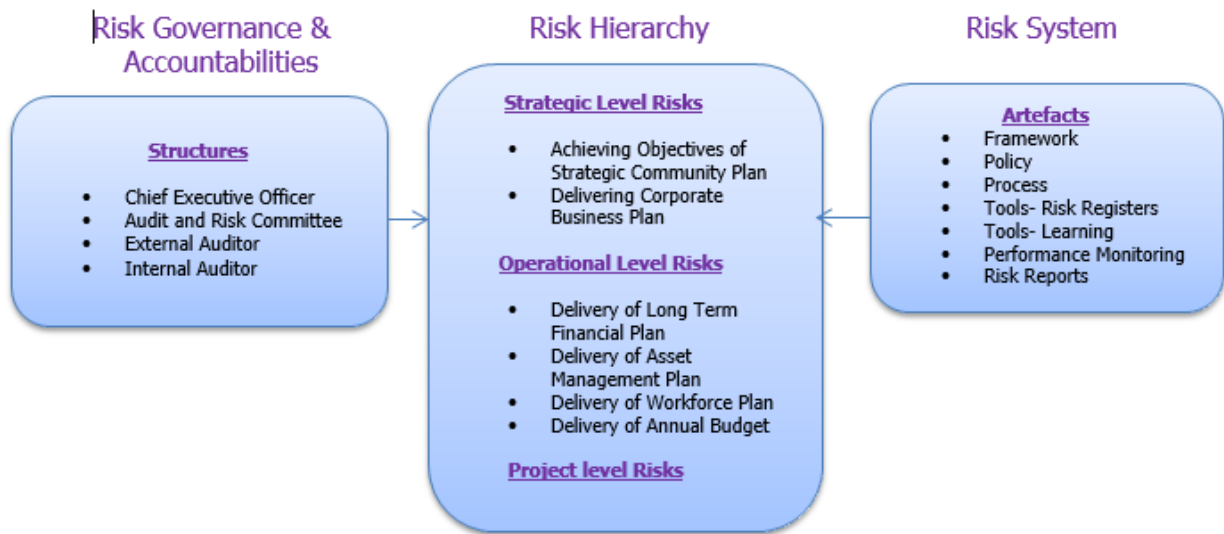 Risk Governance &
Accountabilities
Structures
• Chief Executive Officer
• Audit and Risk Committee
• External Auditor
• Internal Auditor
Risk Hierarchy
Strategic Level Risks
• Achieving Objectives of
Strategic Community Plan
• Delivering Corporate
Business Plan
Operational Level Risks
• Delivery of Long Term
Financial Plan
• Delivery of Asset
Management Plan
• Delivery of Workforce Plan
• Delivery of Annual Budget
Project level Risks
Risk System
Artefacts
• Framework
• Policy
• Process
• Tools- Risk Registers
• Tools- Learning
• Performance Monitoring
• Risk Reports